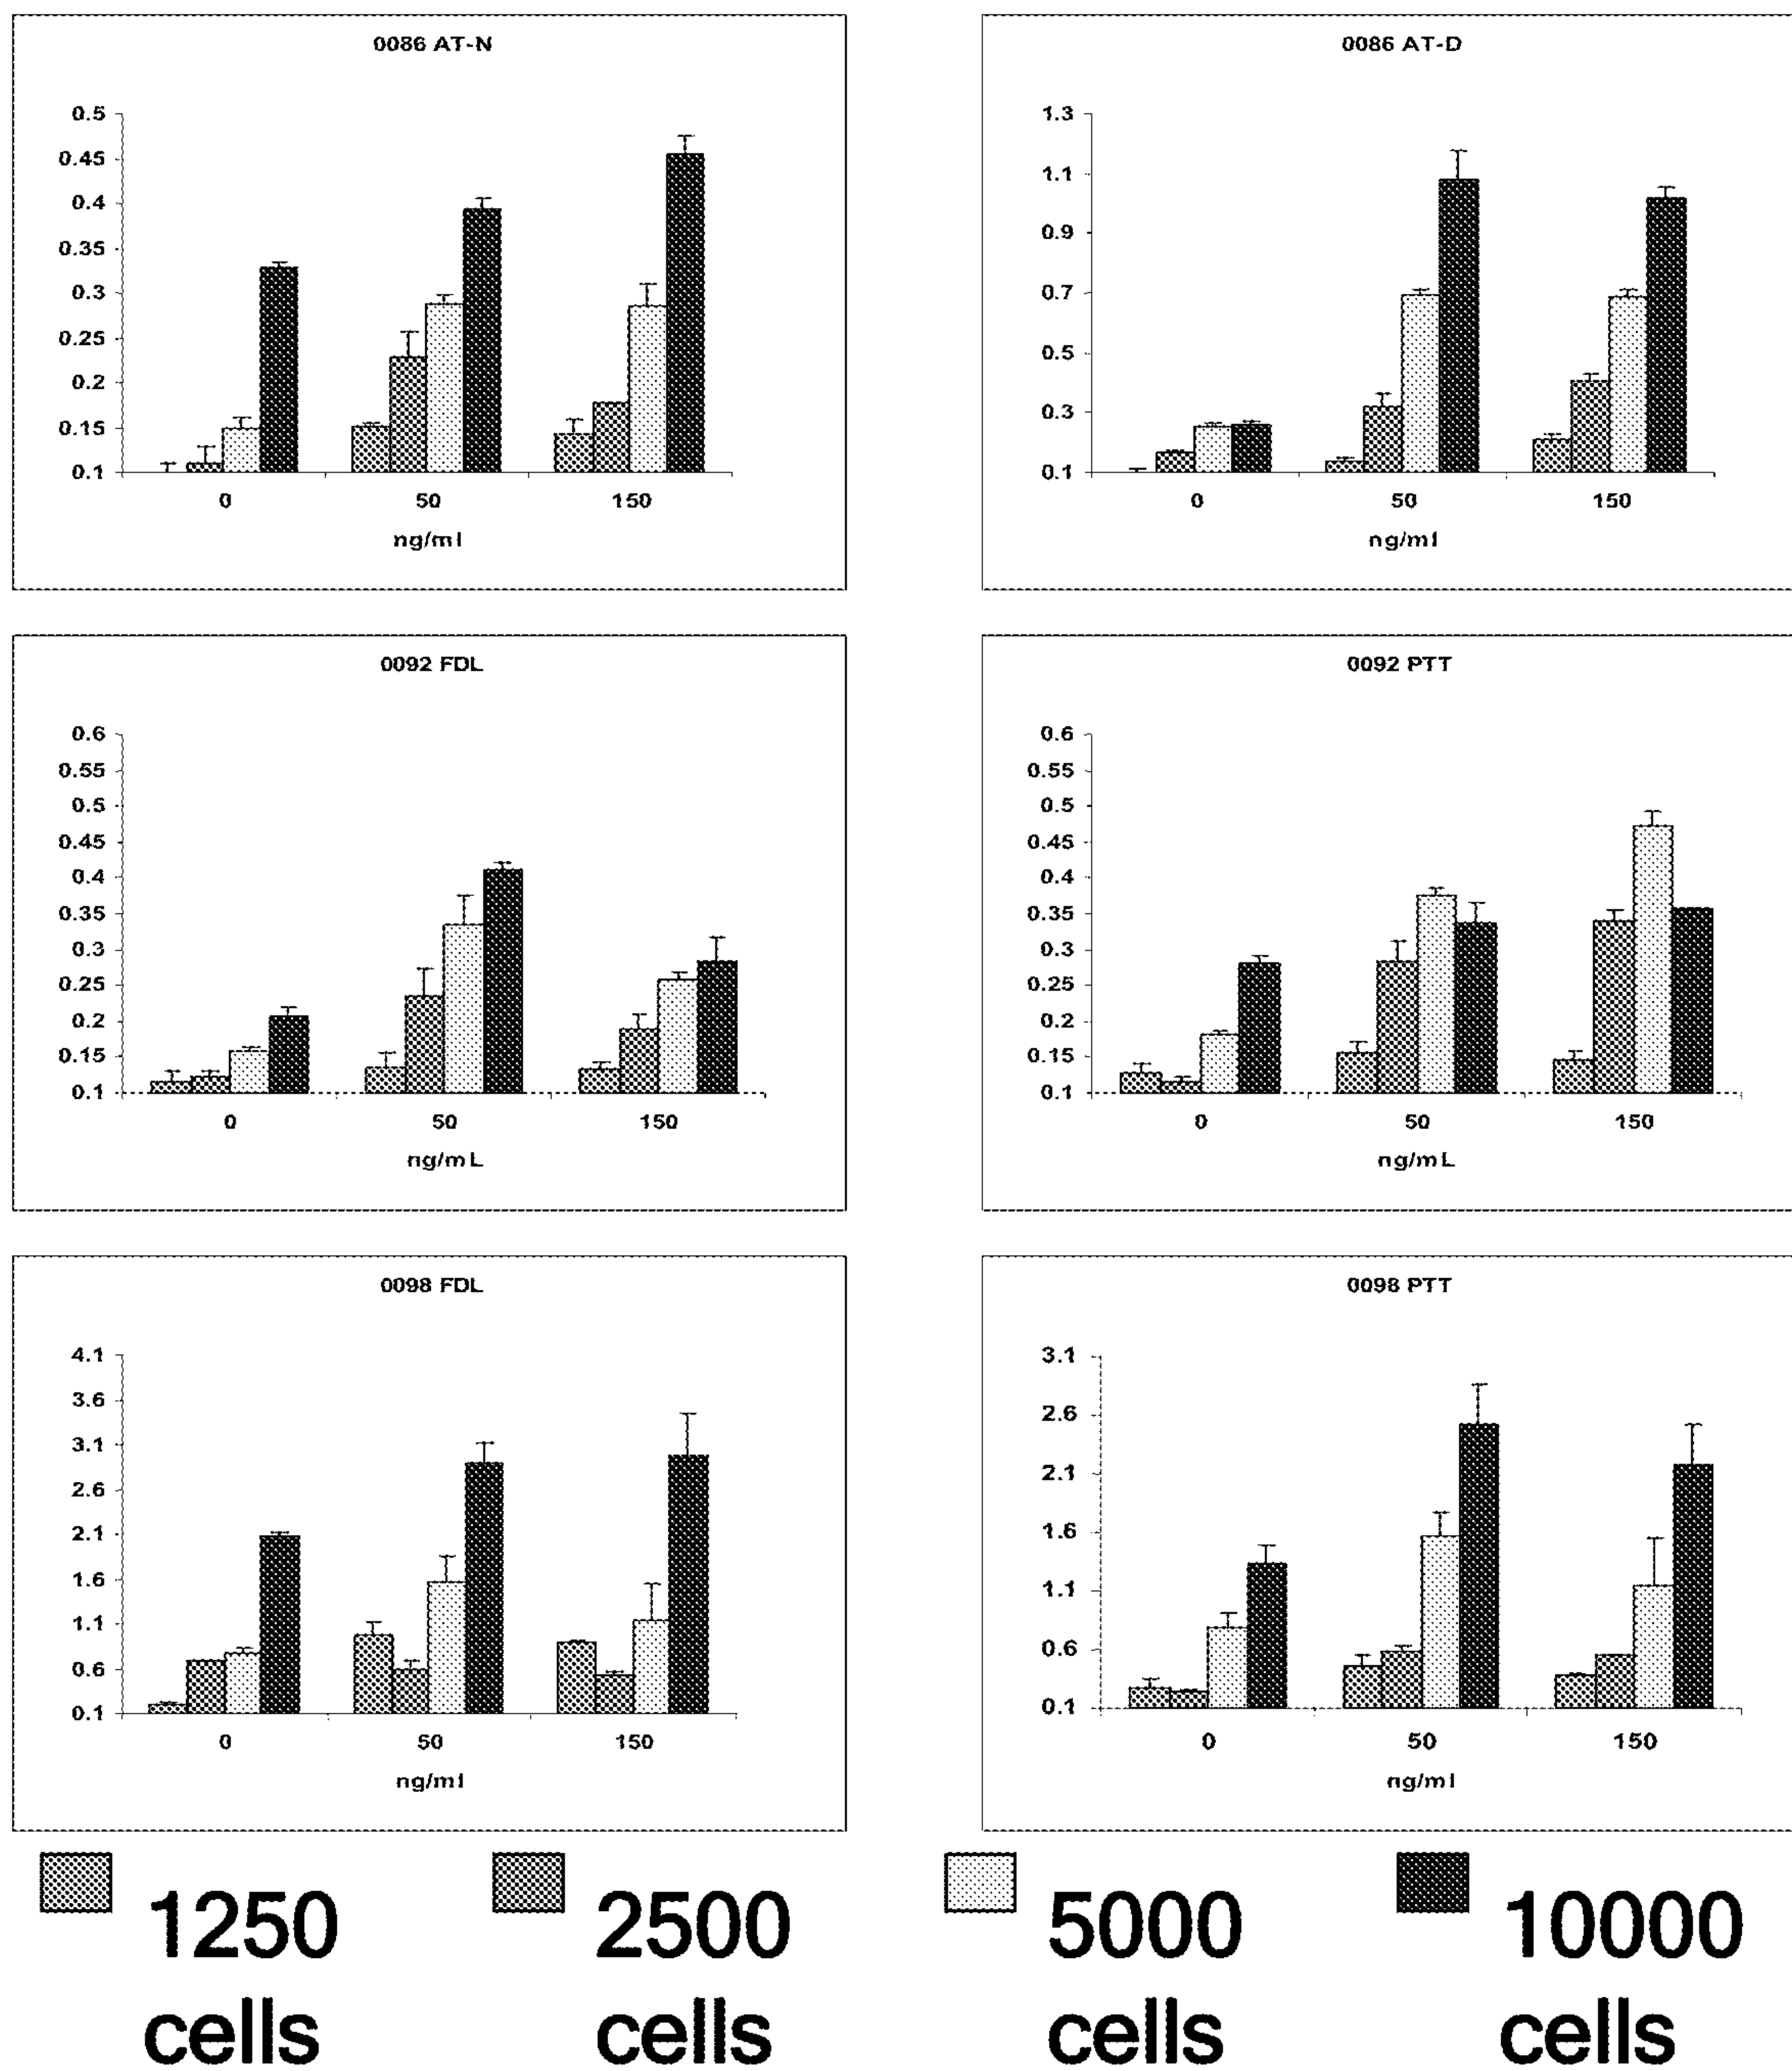 0086 AT-N
0.5
0.45
0.4
0.35
0.3
0.25
0.2
0.15
0.1
0 50 150
ng/ml
0086 AT-D
1.3
1.1
0.9
0.7
0.5
0.3
0.1
0 50 150
ng/ml
0092 FDL
0.6
0.55
0.5
0.45
0.4
0.35
0.3
0.25
0.2
0.15
0.1
0 50 150
ng/mL
0092 PTT
0.6
0.55
0.5
0.45
0.4
0.35
0.3
0.25
0.2
0.15
0.1
0 50 150
ng/mL
0098 FDL
4.1
3.6
3.1
2.6
2.1
1.6
1.1
0.6
0.1
0 50 150
ng/ml
0098 PTT
3.1
2.6
2.1
1.6
1.1
0.6
0.1
0 50 150
ng/ml
1250
cells
2500
cells
5000
cells
10000
cells